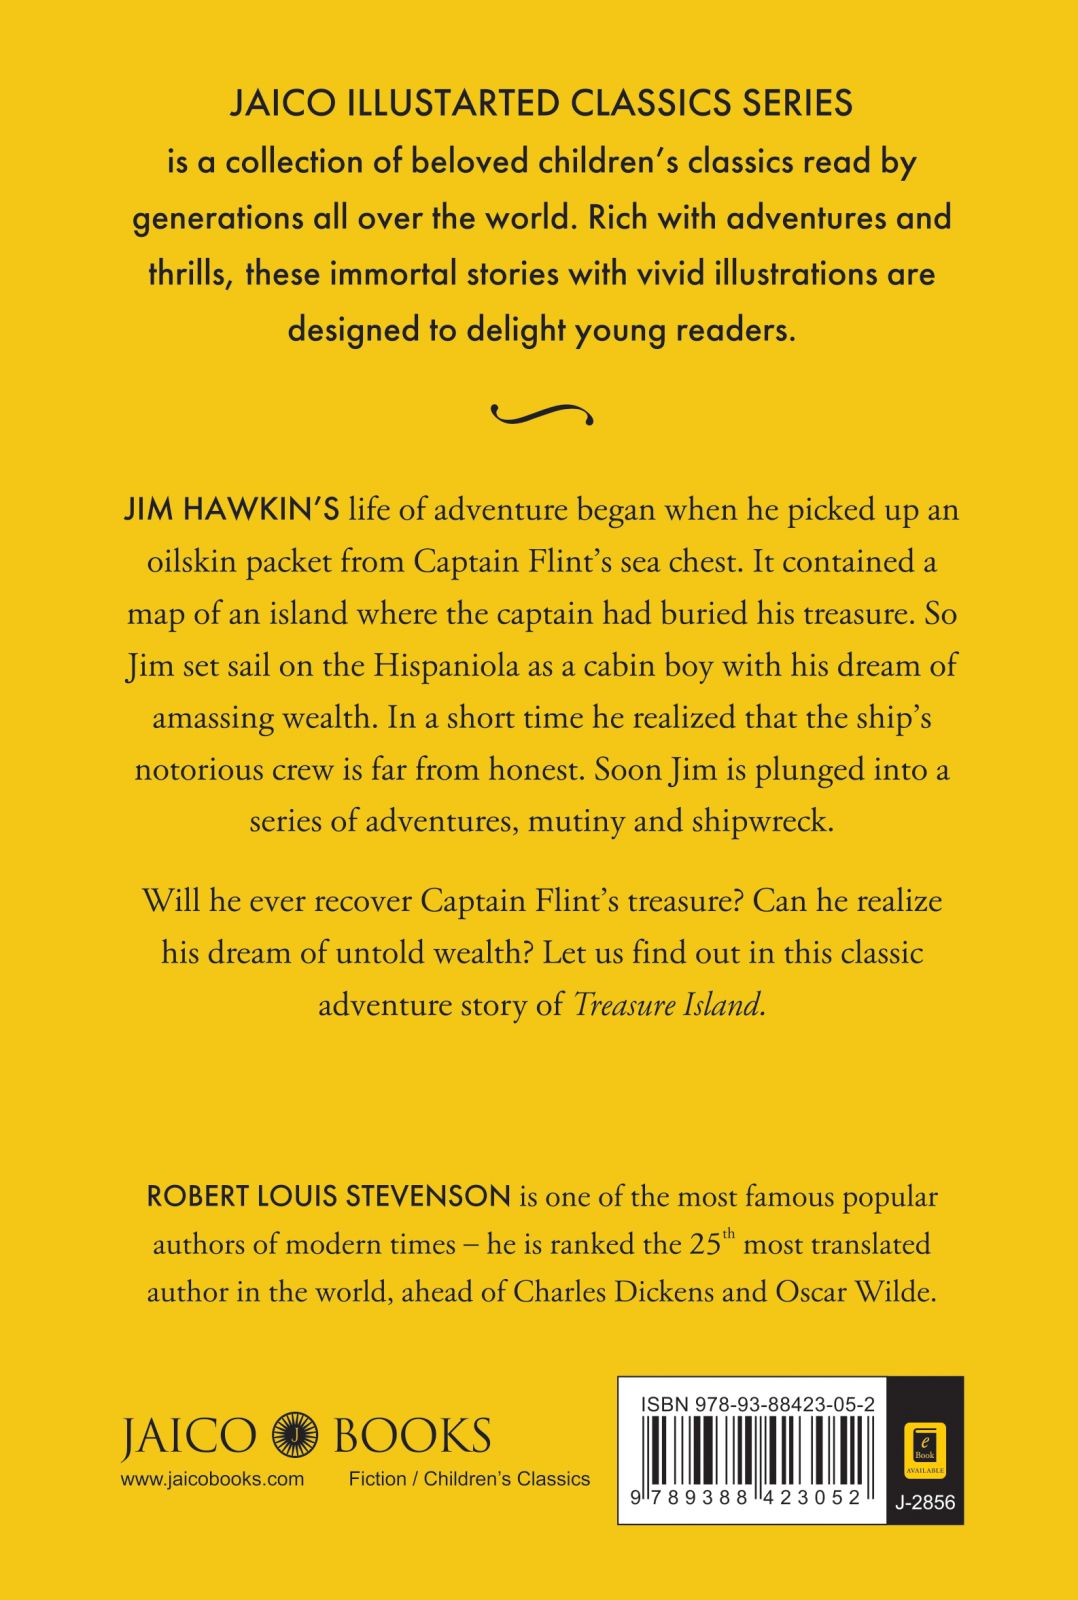 JAICO ILLUSTARTED CLASSICS SERIES
is a collection of beloved children’s classics read by
generations all over the world. Rich with adventures and
thrills, these immortal stories with vivid illustrations are
designed to delight young readers.
JIM HAWKIN’S life of adventure began when he picked up an
oilskin packet from Captain Flint’s sea chest. It contained a
map of an island where the captain had buried his treasure. So
Jim set sail on the Hispaniola as a cabin boy with his dream of
amassing wealth. In a short time he realized that the ship’s
notorious crew is far from honest. Soon Jim is plunged into a
series of adventures, mutiny and shipwreck.
Will he ever recover Captain Flint’s treasure? Can he realize
his dream of untold wealth? Let us find out in this classic
adventure story of Treasure Island.
ROBERT LOUIS STEVENSON is one of the most famous popular
authors of modern times – he is ranked the 25th most translated
author in the world, ahead of Charles Dickens and Oscar Wilde.
JAICO J BOOKS
www.jaicobooks.com Fiction / Children’s Classics
ISBN 978-93-88423-05-2
9 789388 423052
e
Book
AVAILABLE
J-2856